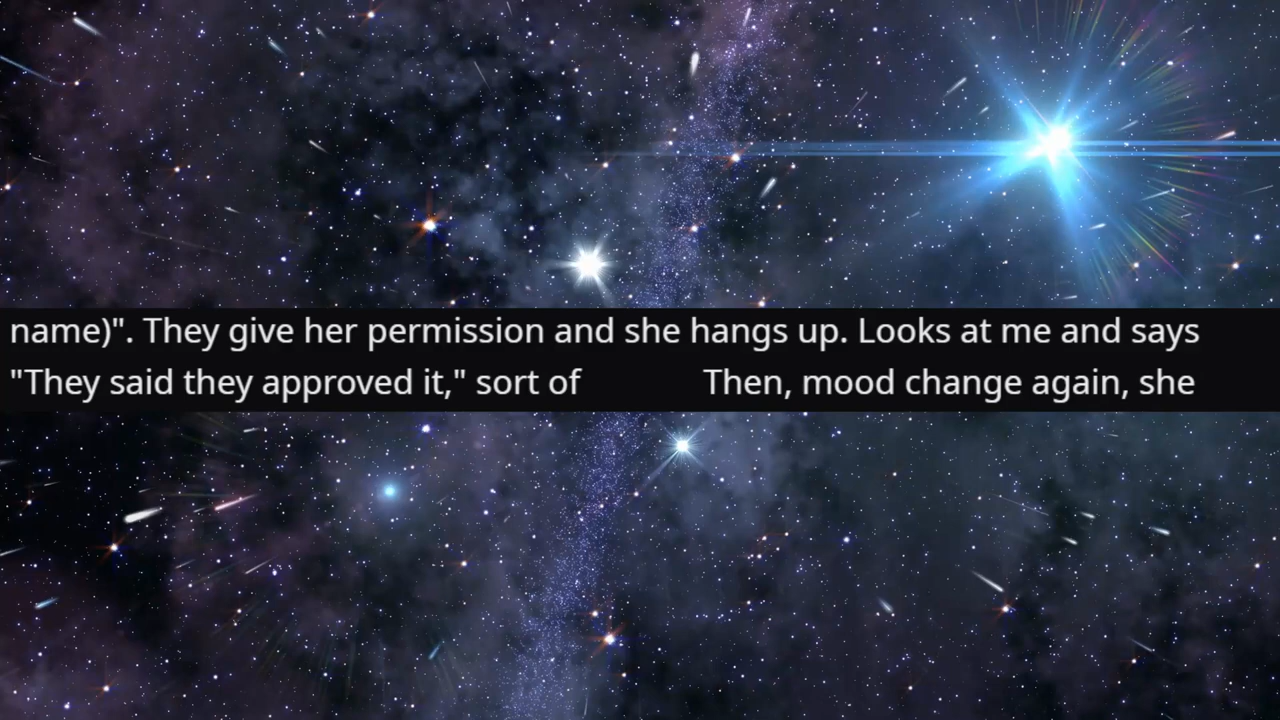 name)". They give her permission and she hangs up. Looks at me and says
"They said they approved it," sort of Then, mood change again, she